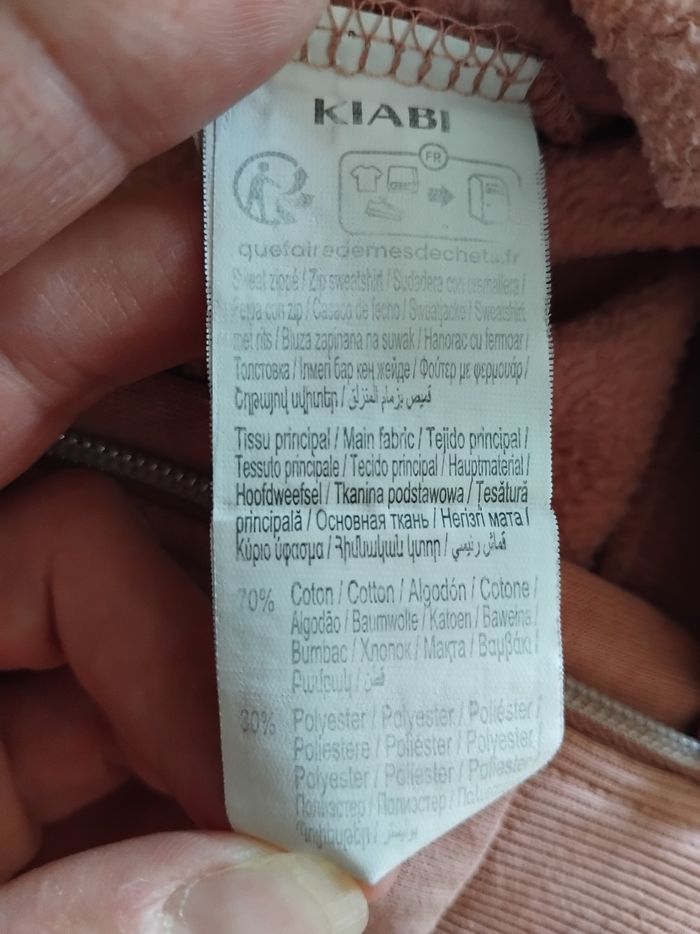 KIABI
FR
quefairedemesdechets.fr
Sweat zippé / Zip sweatshirt / Sudadera con cremallera /
Felpa con zip / Casaco de fecho / Sweatjacke / Sweatshirt
met rits / Bluza zapinana na suwak / Hanorac cu fermoar /
Толстовка / Ілмегі бар кең жейде / Φούτερ με φερμουάρ /
Շղթայով սվիտեր / قميص بزمام المنزلق
Tissu principal / Main fabric / Tejido principal /
Tessuto principale / Tecido principal / Hauptmaterial /
Hoofdweefsel / Tkanina podstawowa / Tesătură
principală / Основная ткань / Негізгі мата /
Κύριο ύφασμα / Հիմնական կտոր / قماش رئيسي
70% Coton / Cotton / Algodón / Cotone /
Algodão / Baumwolle / Katoen / Bawełna /
Bumbac / Хлопок / Мақта / Βαμβάκι /
Բամբակ / قطن
30% Polyester / Polyester / Poliéster /
Poliestere / Poliéster / Polyester /
Polyester / Poliester / Poliester /
Полиэстер / Полиэстер /
Պոլիեսթեր / بوليستر